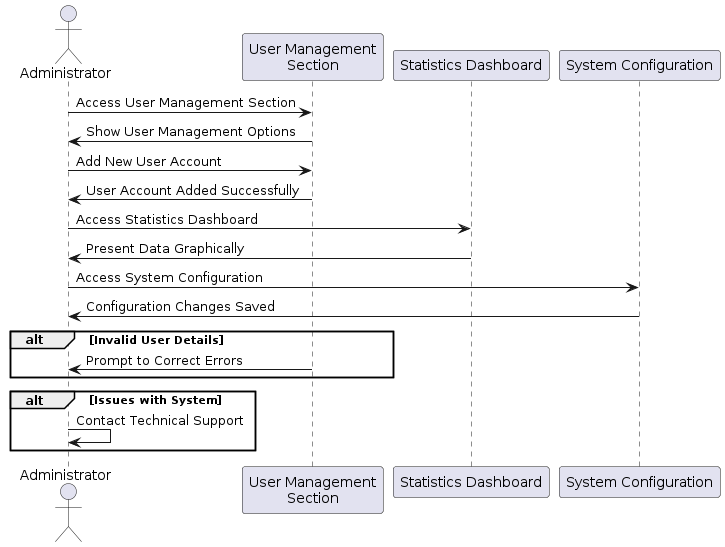 Administrator
User Management
Section
Statistics Dashboard
System Configuration
Access User Management Section
Show User Management Options
Add New User Account
User Account Added Successfully
Access Statistics Dashboard
Present Data Graphically
Access System Configuration
Configuration Changes Saved
alt [Invalid User Details]
Prompt to Correct Errors
alt [Issues with System]
Contact Technical Support
Administrator
User Management
Section
Statistics Dashboard
System Configuration